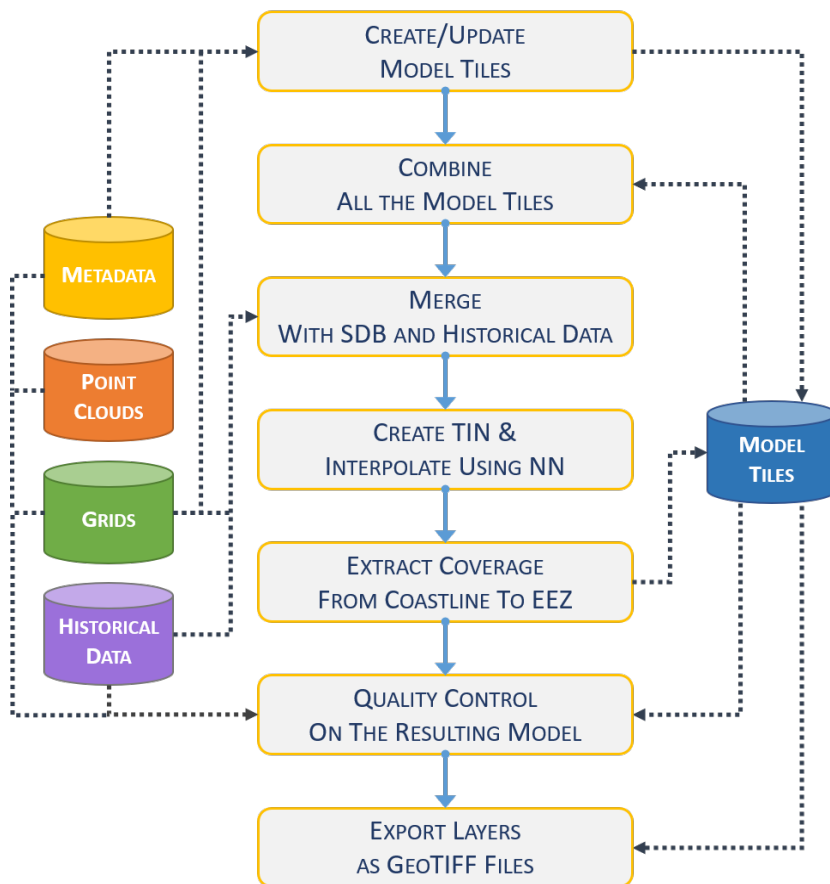 CREATE/UPDATE
MODEL TILES
COMBINE
ALL THE MODEL TILES
METADATA
MERGE
WITH SDB AND HISTORICAL DATA
POINT
CLOUDS
CREATE TIN &
INTERPOLATE USING NN
MODEL
TILES
GRIDS
EXTRACT COVERAGE
FROM COASTLINE TO EEZ
HISTORICAL
DATA
QUALITY CONTROL
ON THE RESULTING MODEL
EXPORT LAYERS
AS GEOTIFF FILES